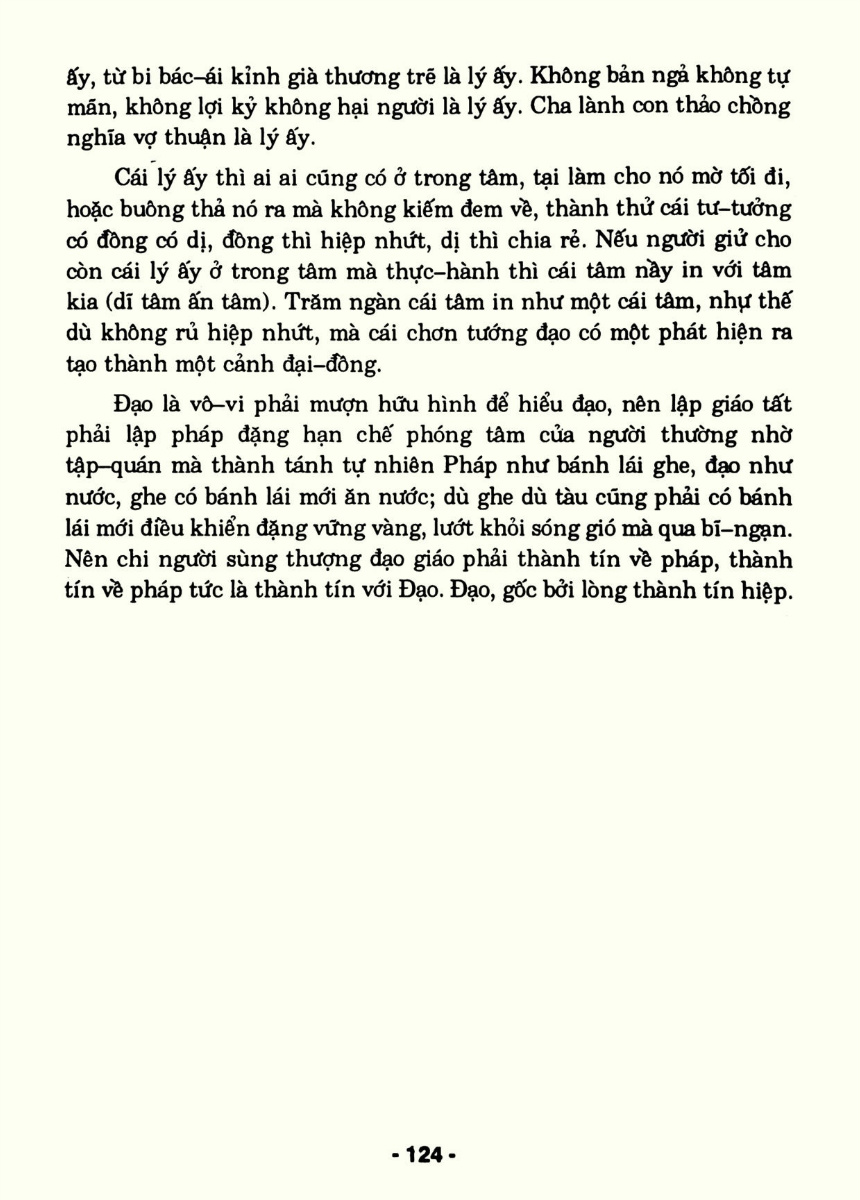 ấy, từ bi bác–ái kỉnh già thương trẽ là lý ấy. Không bản ngả không tự
mãn, không lợi kỷ không hại người là lý ấy. Cha lành con thảo chồng
nghĩa vợ thuận là lý ấy.
Cái lý ấy thì ai ai cũng có ở trong tâm, tại làm cho nó mờ tối đi,
hoặc buông thả nó ra mà không kiếm đem về, thành thử cái tư–tưởng
có đồng có dị, đồng thì hiệp nhứt, dị thì chia rẻ. Nếu người giử cho
còn cái lý ấy ở trong tâm mà thực–hành thì cái tâm nầy in với tâm
kia (dĩ tâm ấn tâm). Trăm ngàn cái tâm in như một cái tâm, như thế
dù không rủ hiệp nhứt, mà cái chơn tướng đạo có một phát hiện ra
tạo thành một cảnh đại–đồng.
Đạo là vô–vi phải mượn hữu hình để hiểu đạo, nên lập giáo tất
phải lập pháp đặng hạn chế phóng tâm của người thường nhờ
tập–quán mà thành tánh tự nhiên Pháp như bánh lái ghe, đạo như
nước, ghe có bánh lái mới ăn nước; dù ghe dù tàu cũng phải có bánh
lái mới điều khiển đặng vững vàng, lướt khỏi sóng gió mà qua bĩ–ngạn.
Nên chi người sùng thượng đạo giáo phải thành tín về pháp, thành
tín về pháp tức là thành tín với Đạo. Đạo, gốc bởi lòng thành tín hiệp.
- 124 -